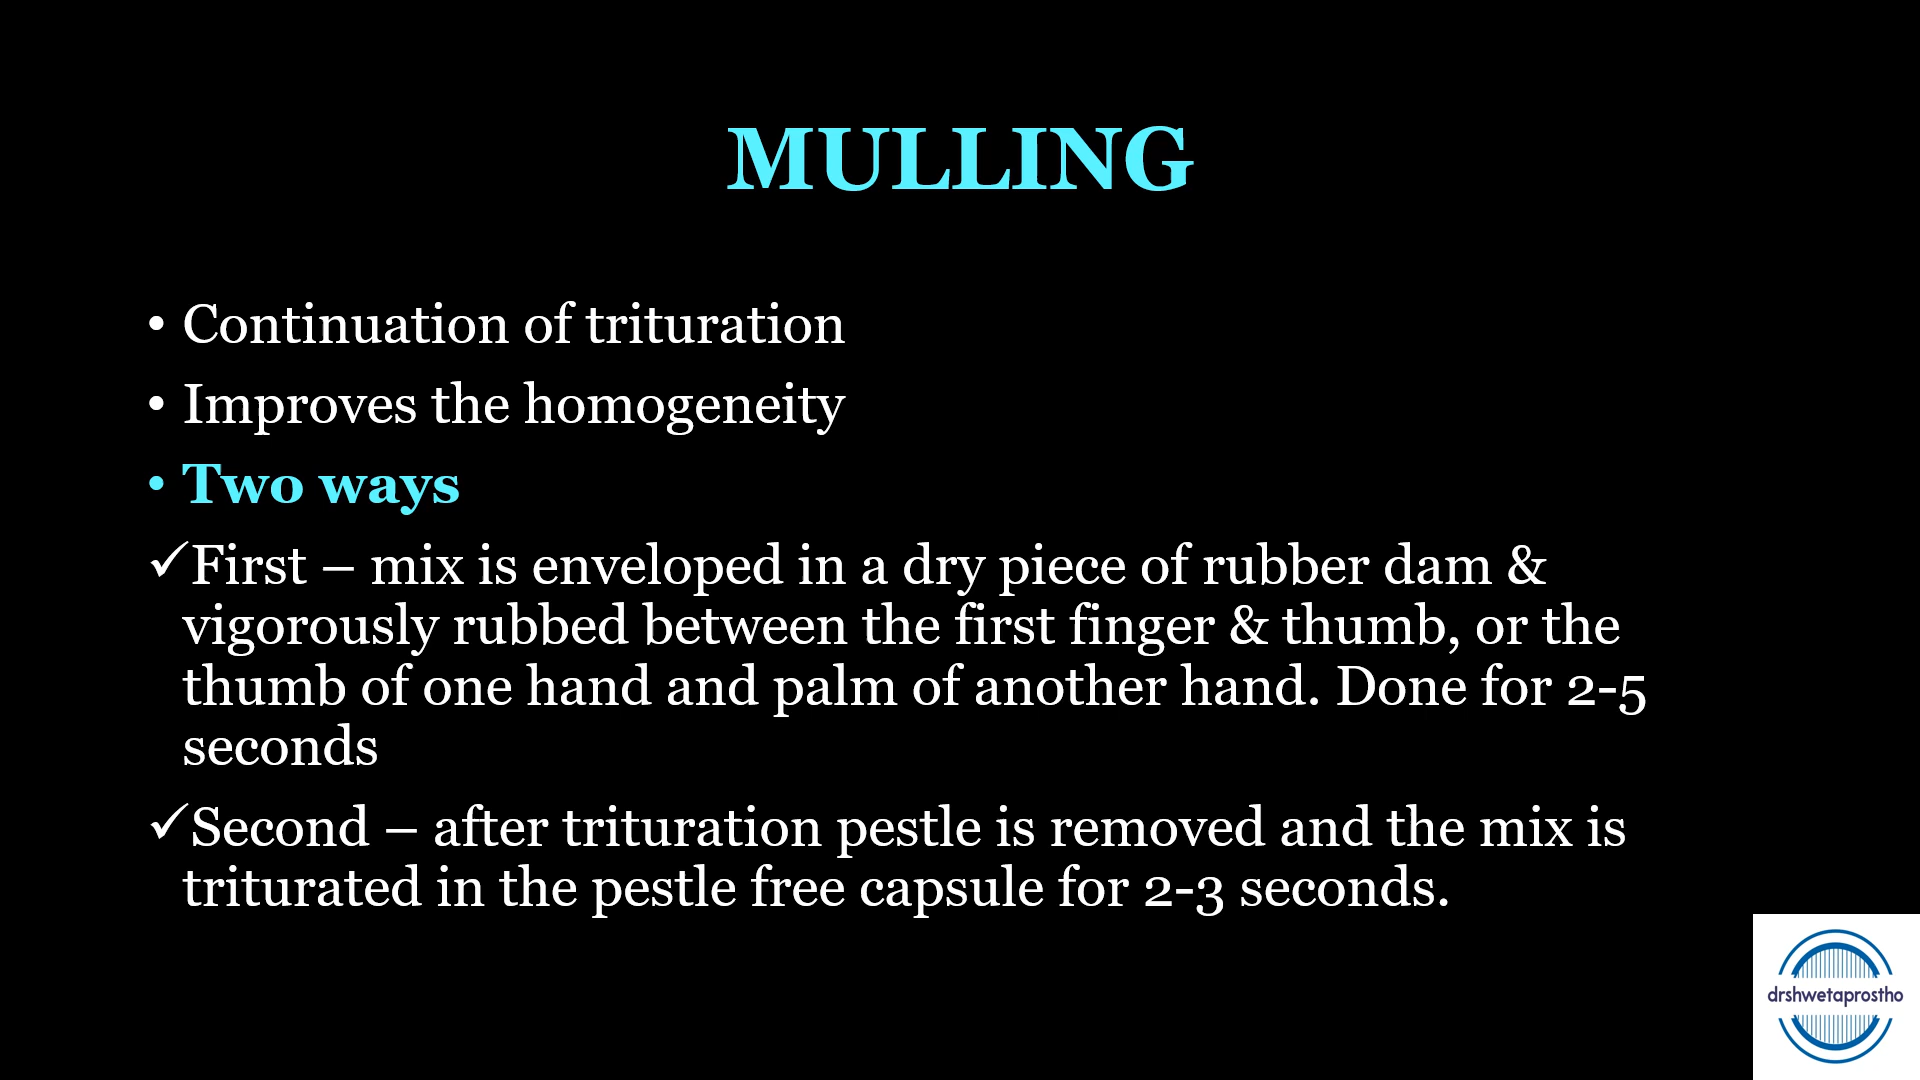 MULLING
• Continuation of trituration
• Improves the homogeneity
• Two ways
✓First – mix is enveloped in a dry piece of rubber dam &
vigorously rubbed between the first finger & thumb, or the
thumb of one hand and palm of another hand. Done for 2-5
seconds
✓Second – after trituration pestle is removed and the mix is
triturated in the pestle free capsule for 2-3 seconds.
drshwetaprostho